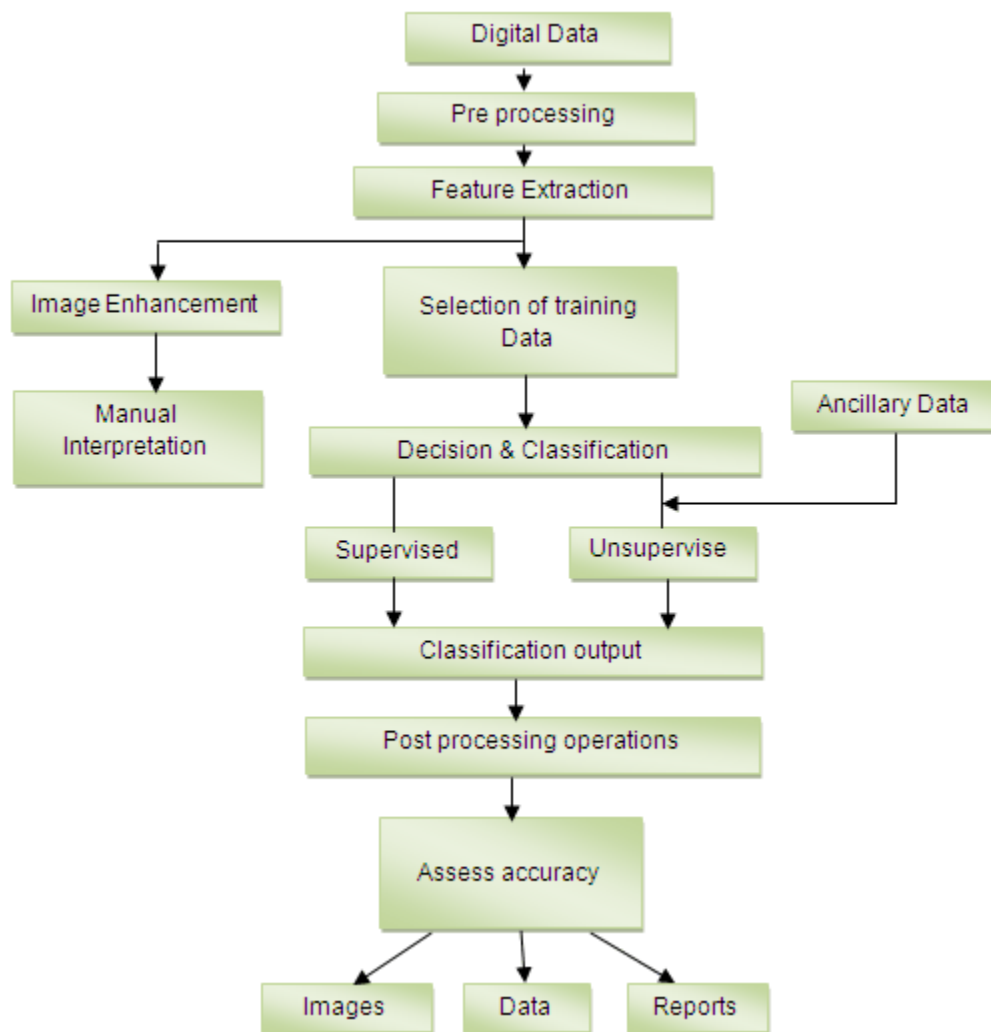 Digital Data
Pre processing
Feature Extraction
Image Enhancement
Selection of training
Data
Manual
Interpretation
Ancillary Data
Decision & Classification
Supervised
Unsupervise
Classification output
Post processing operations
Assess accuracy
Images
Data
Reports